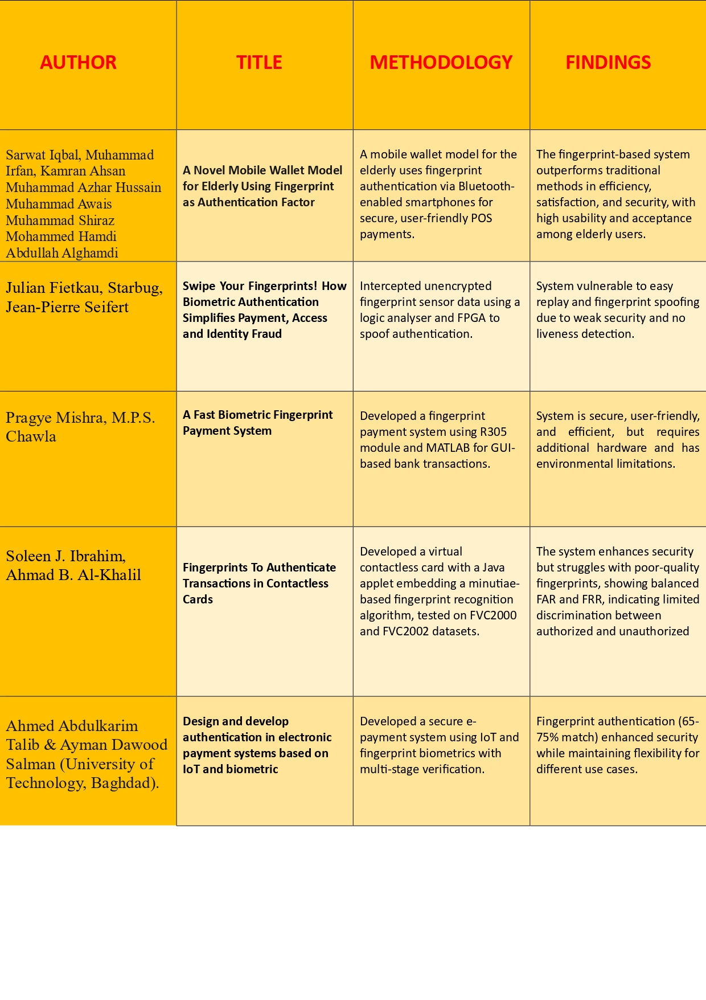 AUTHOR
TITLE
METHODOLOGY
FINDINGS
Sarwat Iqbal, Muhammad
Irfan, Kamran Ahsan
Muhammad Azhar Hussain
Muhammad Awais
Muhammad Shiraz
Mohammed Hamdi
Abdullah Alghamdi
A Novel Mobile Wallet Model
for Elderly Using Fingerprint
as Authentication Factor
A mobile wallet model for the
elderly uses fingerprint
authentication via Bluetooth-
enabled smartphones for
secure, user-friendly POS
payments.
The fingerprint-based system
outperforms traditional
methods in efficiency,
satisfaction, and security, with
high usability and acceptance
among elderly users.
Julian Fietkau, Starbug,
Jean-Pierre Seifert
Swipe Your Fingerprints! How
Biometric Authentication
Simplifies Payment, Access
and Identity Fraud
Intercepted unencrypted
fingerprint sensor data using a
logic analyser and FPGA to
spoof authentication.
System vulnerable to easy
replay and fingerprint spoofing
due to weak security and no
liveness detection.
Pragye Mishra, M.P.S.
Chawla
A Fast Biometric Fingerprint
Payment System
Developed a fingerprint
payment system using R305
module and MATLAB for GUI-
based bank transactions.
System is secure, user-friendly,
and efficient, but requires
additional hardware and has
environmental limitations.
Soleen J. Ibrahim,
Ahmad B. Al-Khalil
Fingerprints To Authenticate
Transactions in Contactless
Cards
Developed a virtual
contactless card with a Java
applet embedding a minutiae-
based fingerprint recognition
algorithm, tested on FVC2000
and FVC2002 datasets.
The system enhances security
but struggles with poor-quality
fingerprints, showing balanced
FAR and FRR, indicating limited
discrimination between
authorized and unauthorized
Ahmed Abdulkarim
Talib & Ayman Dawood
Salman (University of
Technology, Baghdad).
Design and develop
authentication in electronic
payment systems based on
IoT and biometric
Developed a secure e-
payment system using IoT and
fingerprint biometrics with
multi-stage verification.
Fingerprint authentication (65-
75% match) enhanced security
while maintaining flexibility for
different use cases.